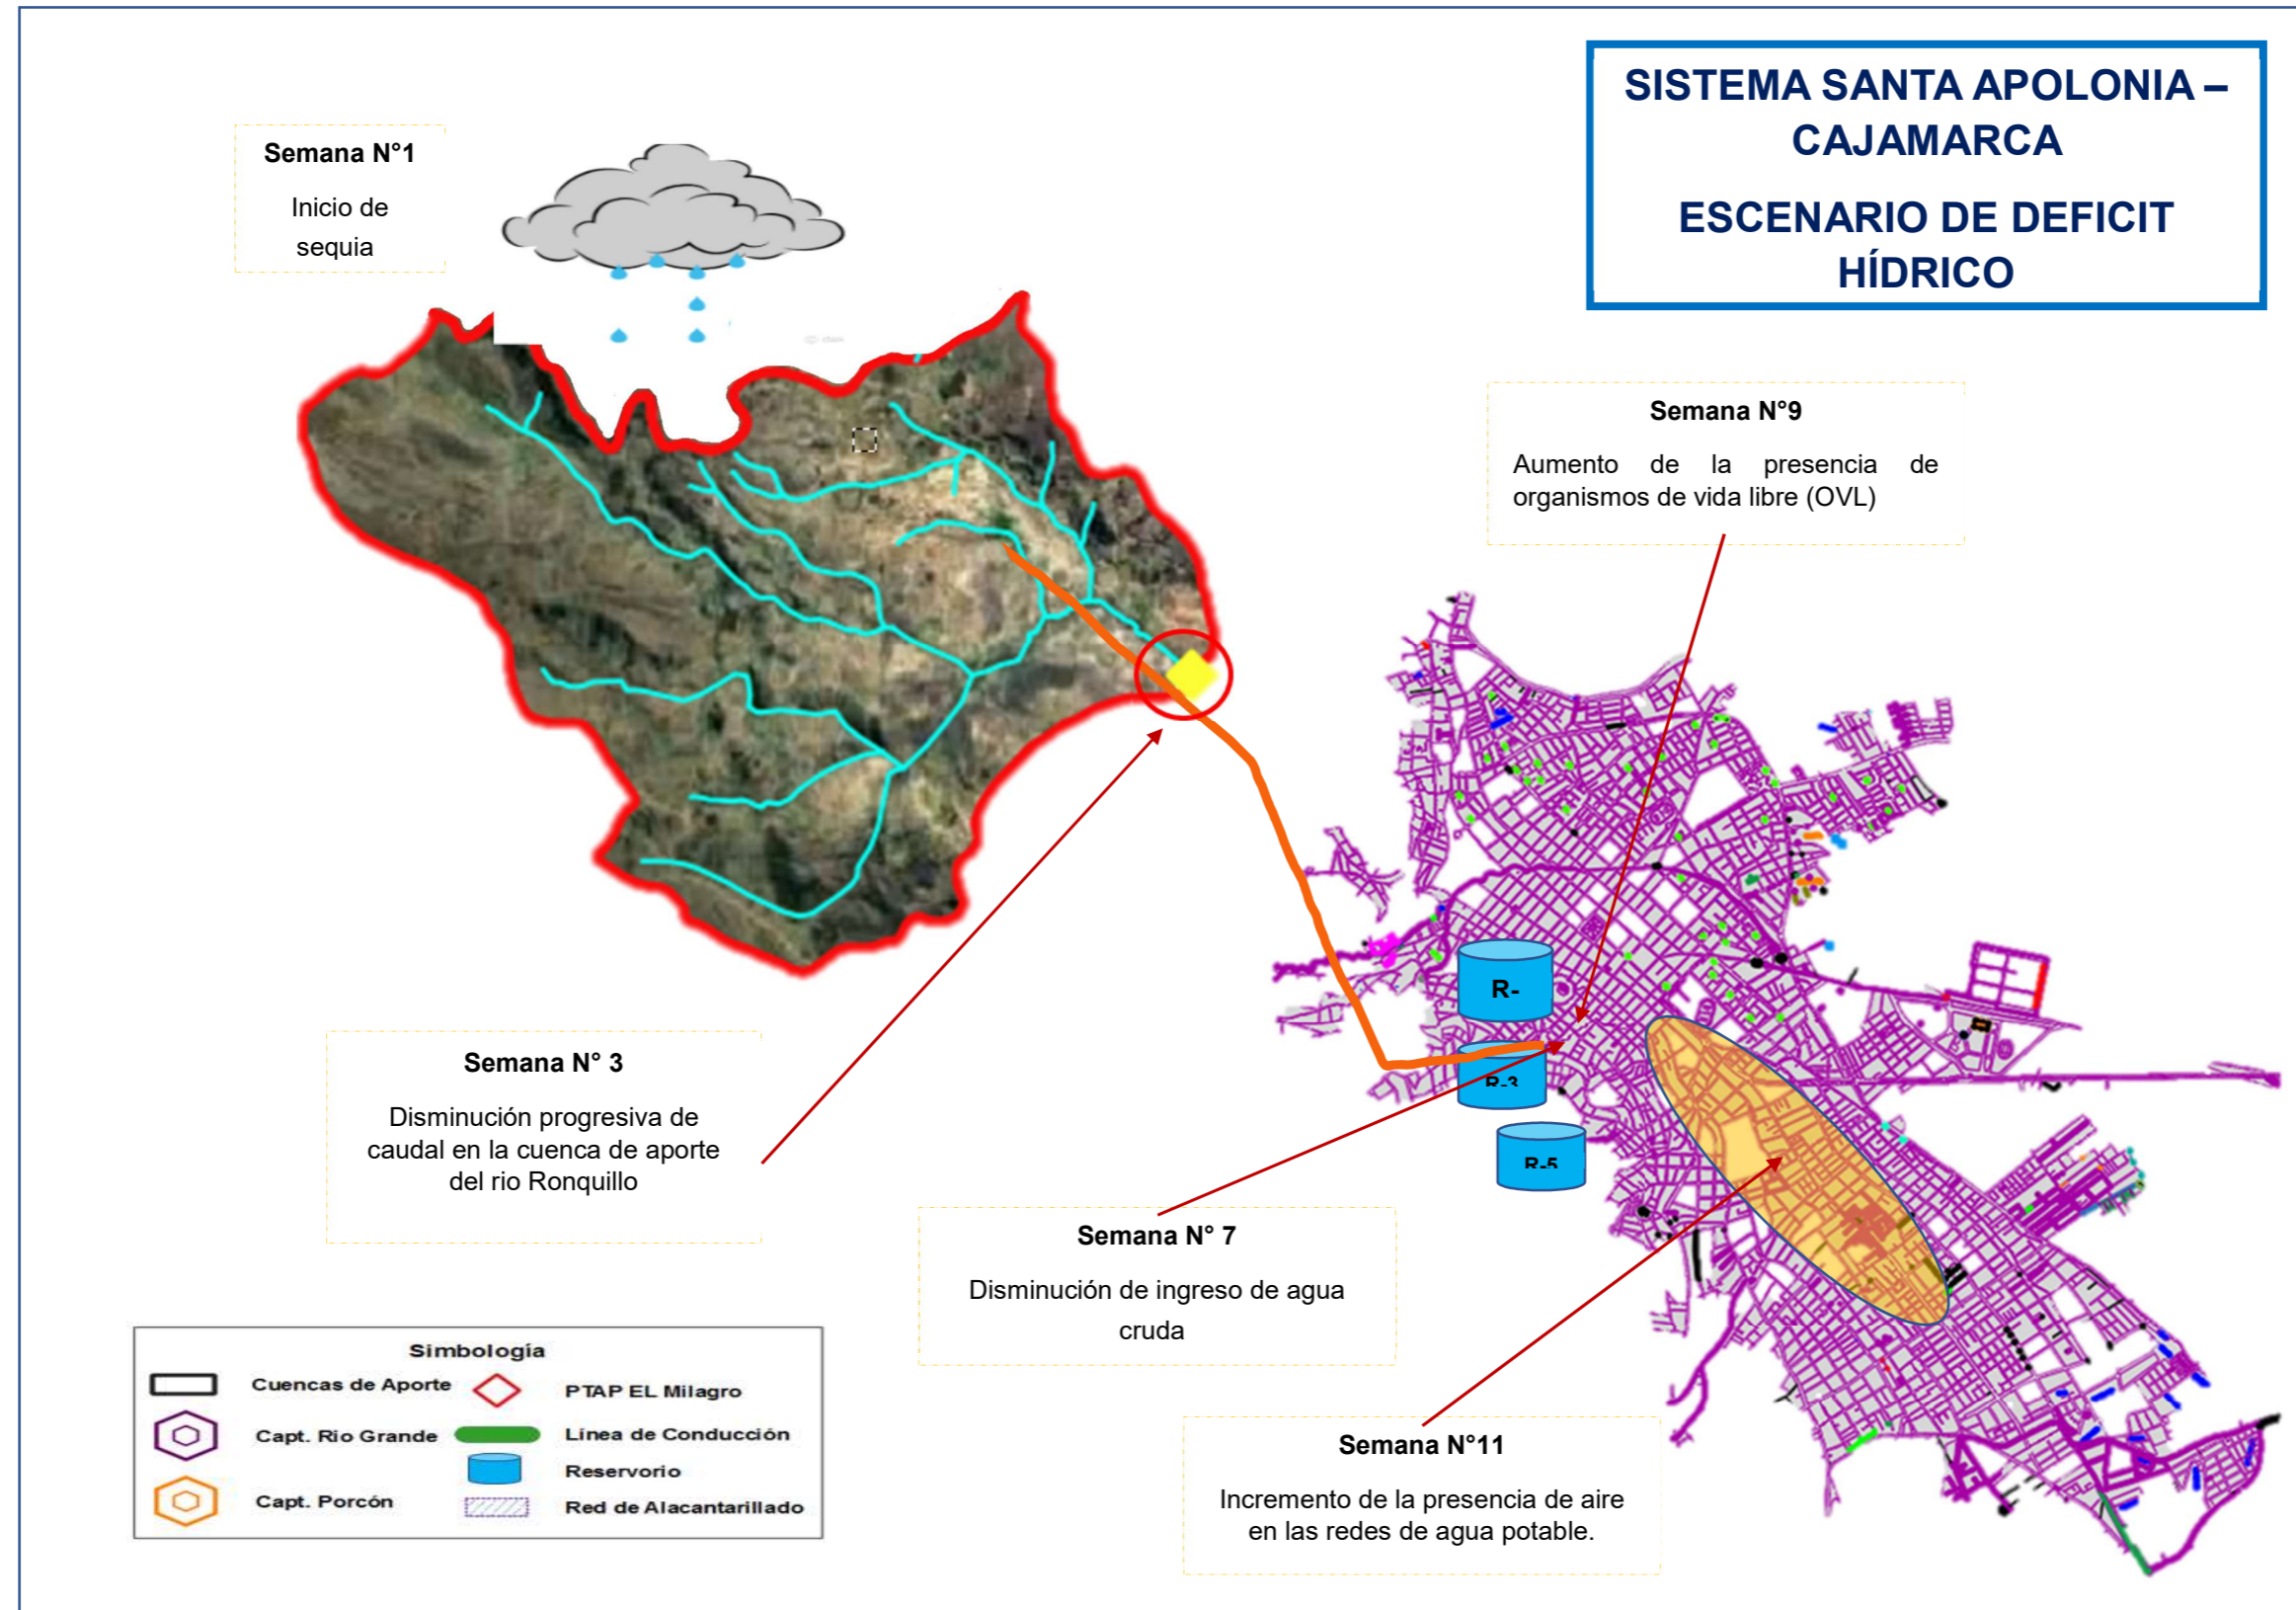 SISTEMA SANTA APOLONIA –
CAJAMARCA
ESCENARIO DE DEFICIT
HÍDRICO
Semana N°1
Inicio de
sequia
Semana N°9
Aumento de la presencia de
organismos de vida libre (OVL)
R-
R-3
R-5
Semana N° 3
Disminución progresiva de
caudal en la cuenca de aporte
del rio Ronquillo
Semana N° 7
Disminución de ingreso de agua
cruda
Semana N°11
Incremento de la presencia de aire
en las redes de agua potable.
Simbología
Cuencas de Aporte
PTAP EL Milagro
Capt. Rio Grande
Línea de Conducción
Reservorio
Capt. Porcón
Red de Alacantarillado